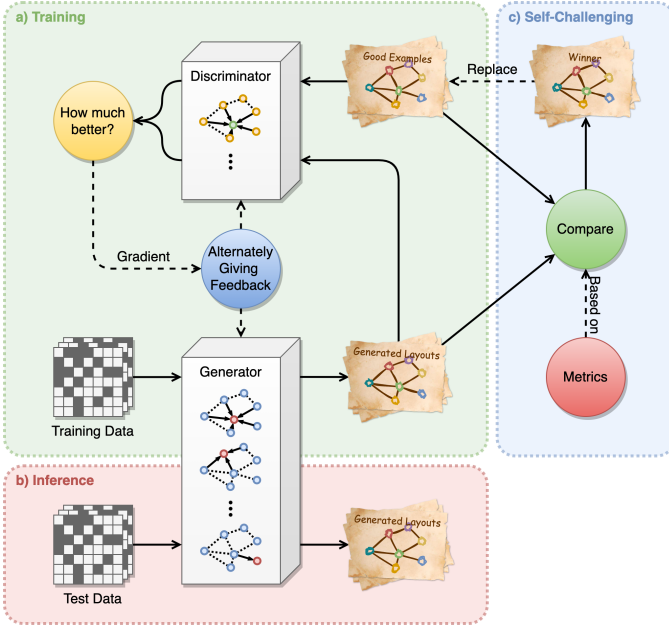 a) Training
c) Self-Challenging
Discriminator
Good Examples
Winner
Replace
How much
better?
Compare
Gradient
Alternately
Giving
Feedback
Based on
Generator
Generated Layouts
Metrics
Training Data
b) Inference
Generated Layouts
Test Data